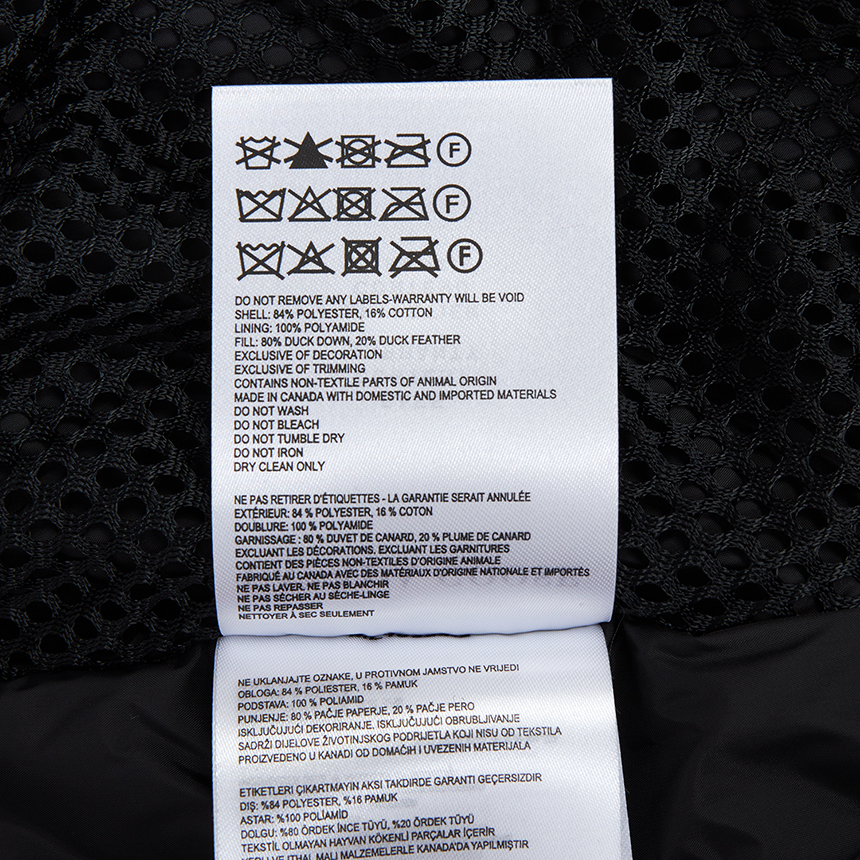 F
F
F
DO NOT REMOVE ANY LABELS-WARRANTY WILL BE VOID
SHELL: 84% POLYESTER, 16% COTTON
LINING: 100% POLYAMIDE
FILL: 80% DUCK DOWN, 20% DUCK FEATHER
EXCLUSIVE OF DECORATION
EXCLUSIVE OF TRIMMING
CONTAINS NON-TEXTILE PARTS OF ANIMAL ORIGIN
MADE IN CANADA WITH DOMESTIC AND IMPORTED MATERIALS
DO NOT WASH
DO NOT BLEACH
DO NOT TUMBLE DRY
DO NOT IRON
DRY CLEAN ONLY
NE PAS RETIRER D'ÉTIQUETTES - LA GARANTIE SERAIT ANNULÉE
EXTÉRIEUR: 84 % POLYESTER, 16 % COTON
DOUBLURE: 100 % POLYAMIDE
GARNISSAGE : 80 % DUVET DE CANARD, 20 % PLUME DE CANARD
EXCLUANT LES DÉCORATIONS. EXCLUANT LES GARNITURES
CONTIENT DES PIÈCES NON-TEXTILES D'ORIGINE ANIMALE
FABRIQUÉ AU CANADA AVEC DES MATÉRIAUX D'ORIGINE NATIONALE ET IMPORTÉS
NE PAS LAVER. NE PAS BLANCHIR
NE PAS SÉCHER AU SÈCHE-LINGE
NE PAS REPASSER
NETTOYER À SEC SEULEMENT
NE UKLANJAJTE OZNAKE, U PROTIVNOM JAMSTVO NE VRIJEDI
OBLOGA: 84 % POLIESTER, 16 % PAMUK
PODSTAVA: 100 % POLIAMID
PUNJENJE: 80 % PAČJE PAPERJE, 20 % PAČJE PERO
ISKLJUČUJUĆI DEKORIRANJE. ISKLJUČUJUĆI OBRUBLJIVANJE
SADRŽI DIJELOVE ŽIVOTINJSKOG PODRIJETLA KOJI NISU OD TEKSTILA
PROIZVEDENO U KANADI OD DOMAĆIH I UVEZENIH MATERIJALA
ETIKETLERİ ÇIKARTMAYIN AKSI TAKDIRDE GARANTI GEÇERSIZDIR
DIŞ: %84 POLYESTER, %16 PAMUK
ASTAR: %100 POLİAMİD
DOLGU: %80 ÖRDEK İNCE TÜYÜ, %20 ÖRDEK TÜYÜ
TEKSTİL OLMAYAN HAYVAN KÖKENLİ PARÇALAR İÇERİR
YERLI VE ITHAL MALI MALZEMELERLE KANADA'DA YAPILMIŞTIR